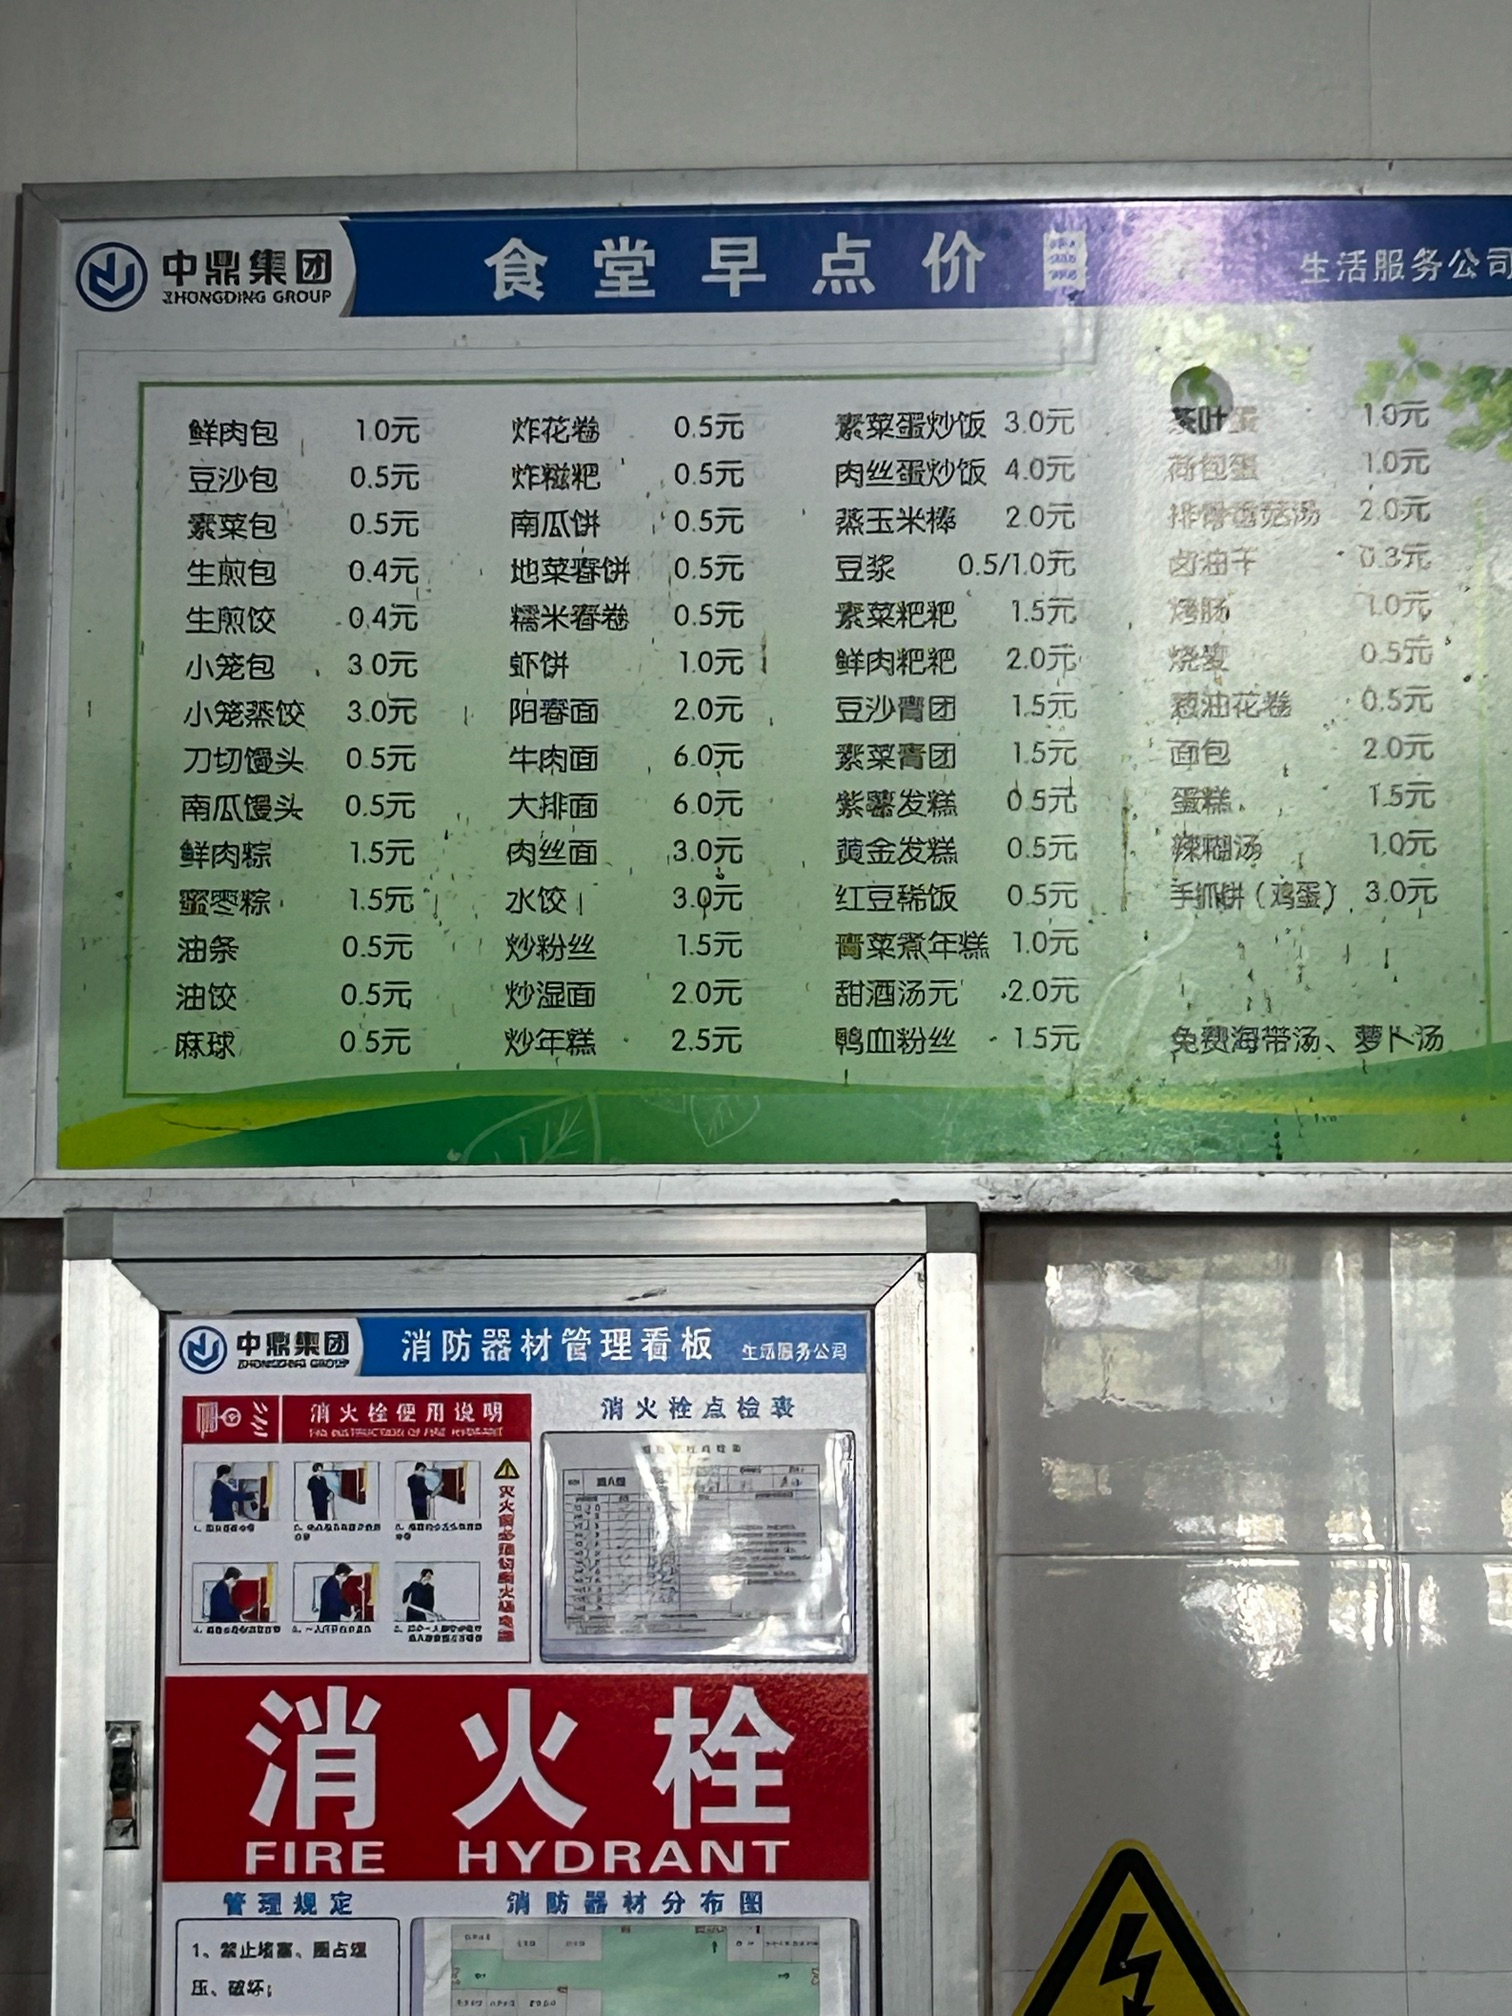 中鼎集团
ZHONGDING GROUP
食堂早点价目表
生活服务公司
鲜肉包 1.0元 炸花卷 0.5元 素菜蛋炒饭 3.0元 茶叶蛋 1.0元
豆沙包 0.5元 炸糍粑 0.5元 肉丝蛋炒饭 4.0元 荷包蛋 1.0元
素菜包 0.5元 南瓜饼 0.5元 蒸玉米棒 2.0元 排骨香菇汤 2.0元
生煎包 0.4元 地菜春饼 0.5元 豆浆 0.5/1.0元 卤油干 0.3元
生煎饺 0.4元 糯米春卷 0.5元 素菜粑粑 1.5元 烤肠 1.0元
小笼包 3.0元 虾饼 1.0元 鲜肉粑粑 2.0元 烧麦 0.5元
小笼蒸饺 3.0元 阳春面 2.0元 豆沙青团 1.5元 葱油花卷 0.5元
刀切馒头 0.5元 牛肉面 6.0元 素菜青团 1.5元 面包 2.0元
南瓜馒头 0.5元 大排面 6.0元 紫薯发糕 0.5元 蛋糕 1.5元
鲜肉粽 1.5元 肉丝面 3.0元 黄金发糕 0.5元 辣糊汤 1.0元
蜜枣粽 1.5元 水饺 3.0元 红豆稀饭 0.5元 手抓饼（鸡蛋） 3.0元
油条 0.5元 炒粉丝 1.5元 青菜煮年糕 1.0元
油饺 0.5元 炒湿面 2.0元 甜酒汤元 2.0元
麻球 0.5元 炒年糕 2.5元 鸭血粉丝 1.5元 免费海带汤、萝卜汤
中鼎集团
ZHONGDING GROUP
消防器材管理看板
生活服务公司
消火栓使用说明
消火栓点检表
消火栓
FIRE HYDRANT
管理规定
消防器材分布图
1、禁止堵塞、圈占埋
压、破坏;